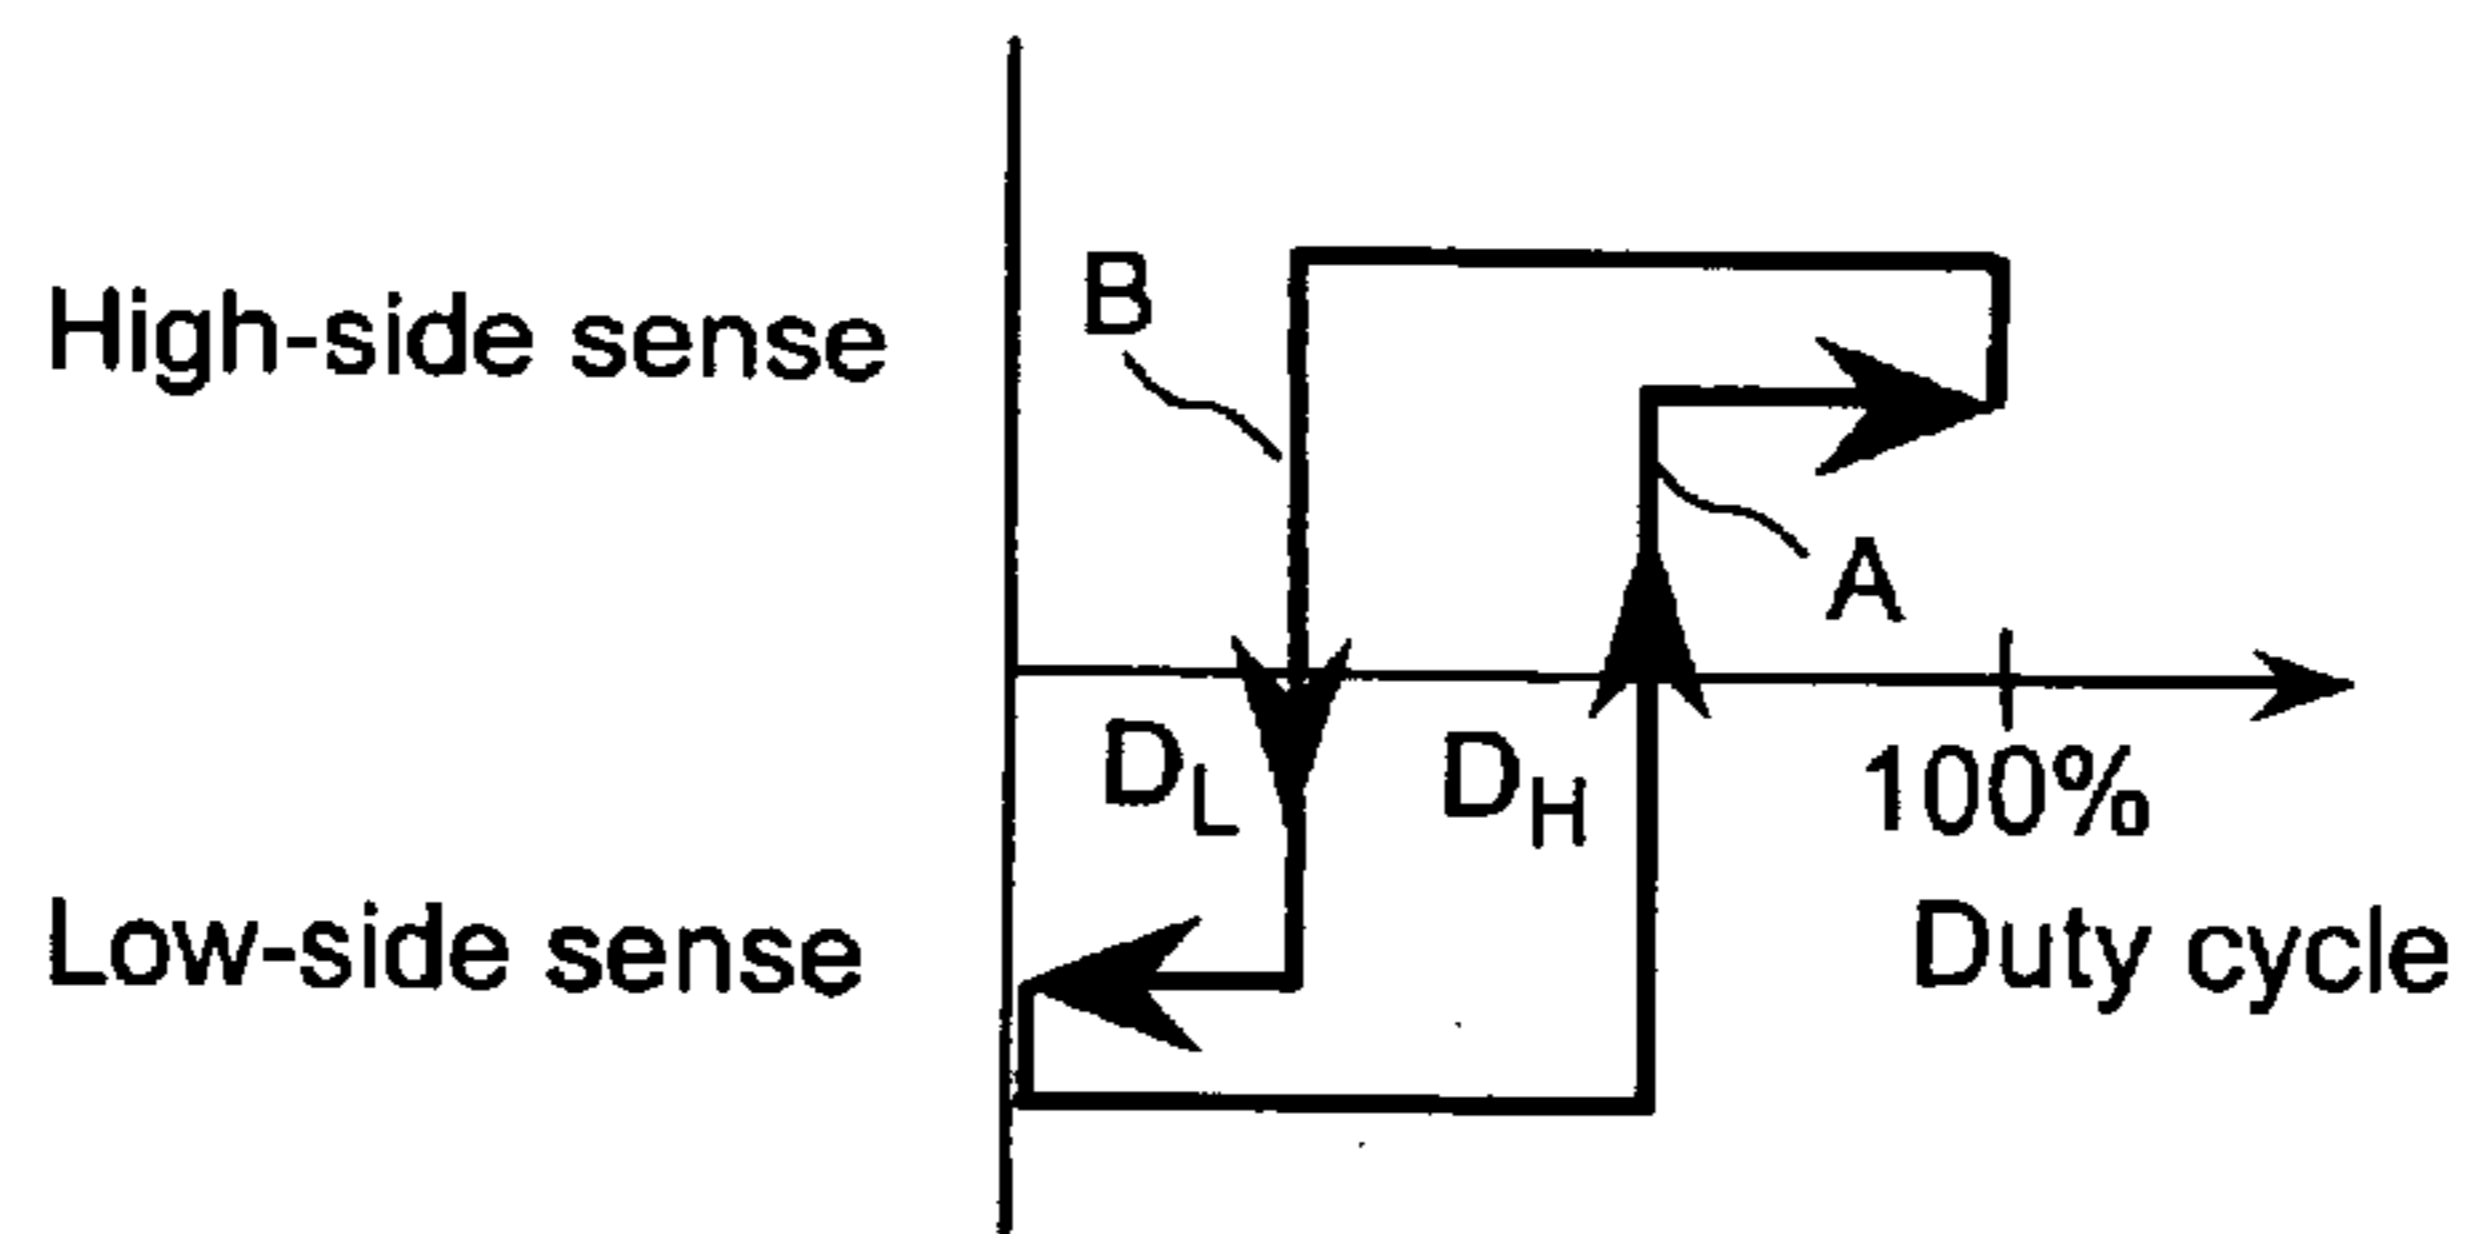 B
High-side sense
A
D_L
D_H
100%
Low-side sense
Duty cycle